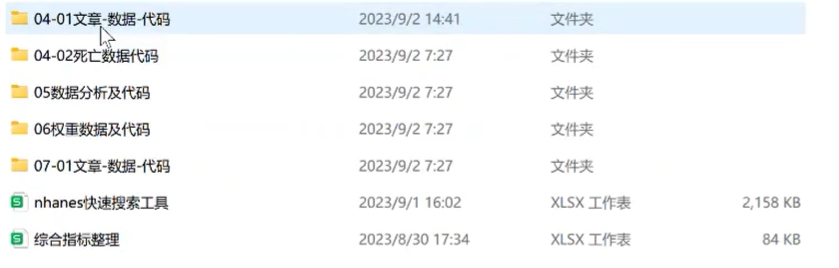 04-01文章-数据-代码 2023/9/2 14:41 文件夹
04-02死亡数据代码 2023/9/2 7:27 文件夹
05数据分析及代码 2023/9/2 7:27 文件夹
06权重数据及代码 2023/9/2 7:27 文件夹
07-01文章-数据-代码 2023/9/2 7:27 文件夹
nhanes快速搜索工具 2023/9/1 16:02 XLSX 工作表 2,158 KB
综合指标整理 2023/8/30 17:34 XLSX 工作表 84 KB